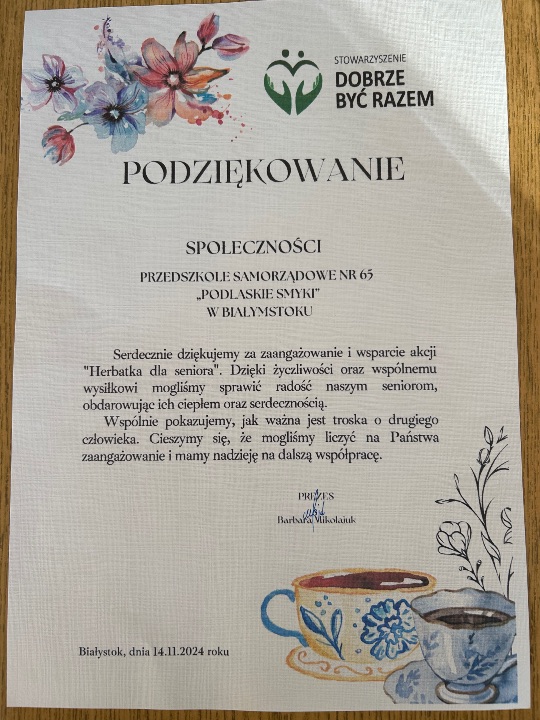 STOWARZYSZENIE
DOBRZE
BYĆ RAZEM
PODZIĘKOWANIE
SPOŁECZNOŚCI
PRZEDSZKOLE SAMORZĄDOWE NR 65
„PODLASKIE SMYKI"
W BIAŁYMSTOKU
Serdecznie dziękujemy za zaangażowanie i wsparcie akcji
"Herbatka dla seniora". Dzięki życzliwości oraz wspólnemu
wysiłkowi mogliśmy sprawić radość naszym seniorom,
obdarowując ich ciepłem oraz serdecznością.
Wspólnie pokazujemy, jak ważna jest troska o drugiego
człowieka. Cieszymy się, że mogliśmy liczyć na Państwa
zaangażowanie i mamy nadzieję na dalszą współpracę.
PREZES
Barbara Mikołajuk
Białystok, dnia 14.11.2024 roku